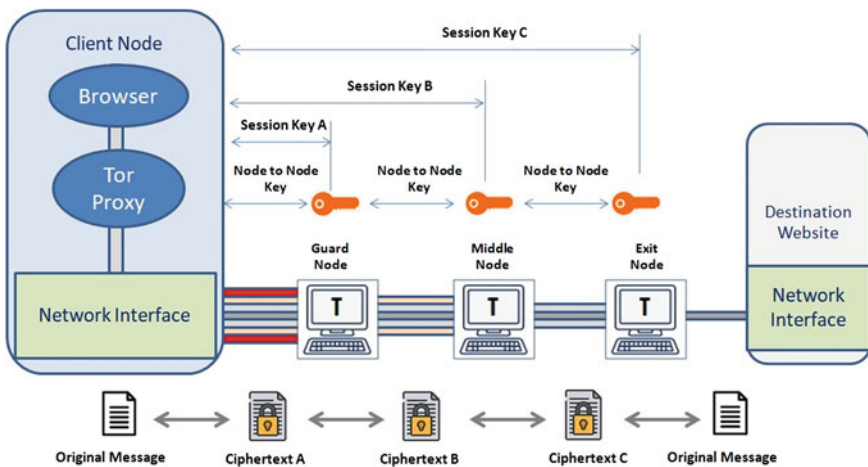 Client Node
Browser
Tor
Proxy
Network Interface
Session Key C
Session Key B
Session Key A
Node to Node
Key
Node to Node
Key
Node to Node
Key
Guard
Node
Middle
Node
Exit
Node
T
T
T
Destination
Website
Network
Interface
Original Message
Ciphertext A
Ciphertext B
Ciphertext C
Original Message